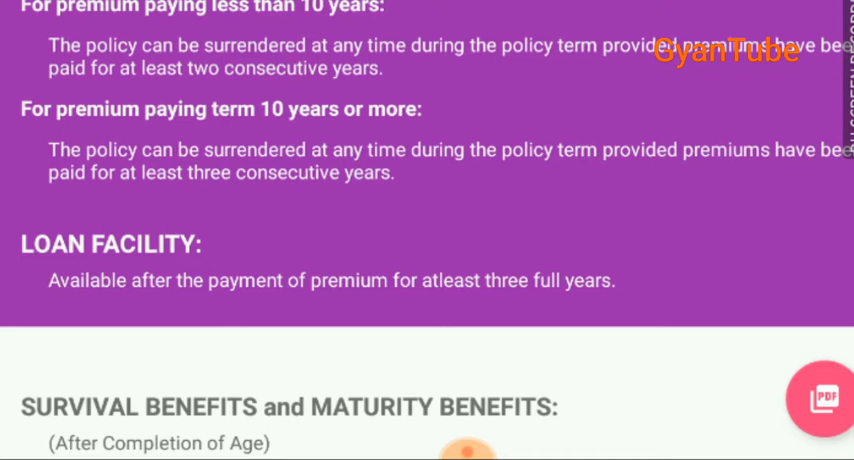 For premium paying less than 10 years:
The policy can be surrendered at any time during the policy term provided premiums have bee
paid for at least two consecutive years.
GyanTube
For premium paying term 10 years or more:
The policy can be surrendered at any time during the policy term provided premiums have bee
paid for at least three consecutive years.
LOAN FACILITY:
Available after the payment of premium for atleast three full years.
SURVIVAL BENEFITS and MATURITY BENEFITS:
PDF
(After Completion of Age)